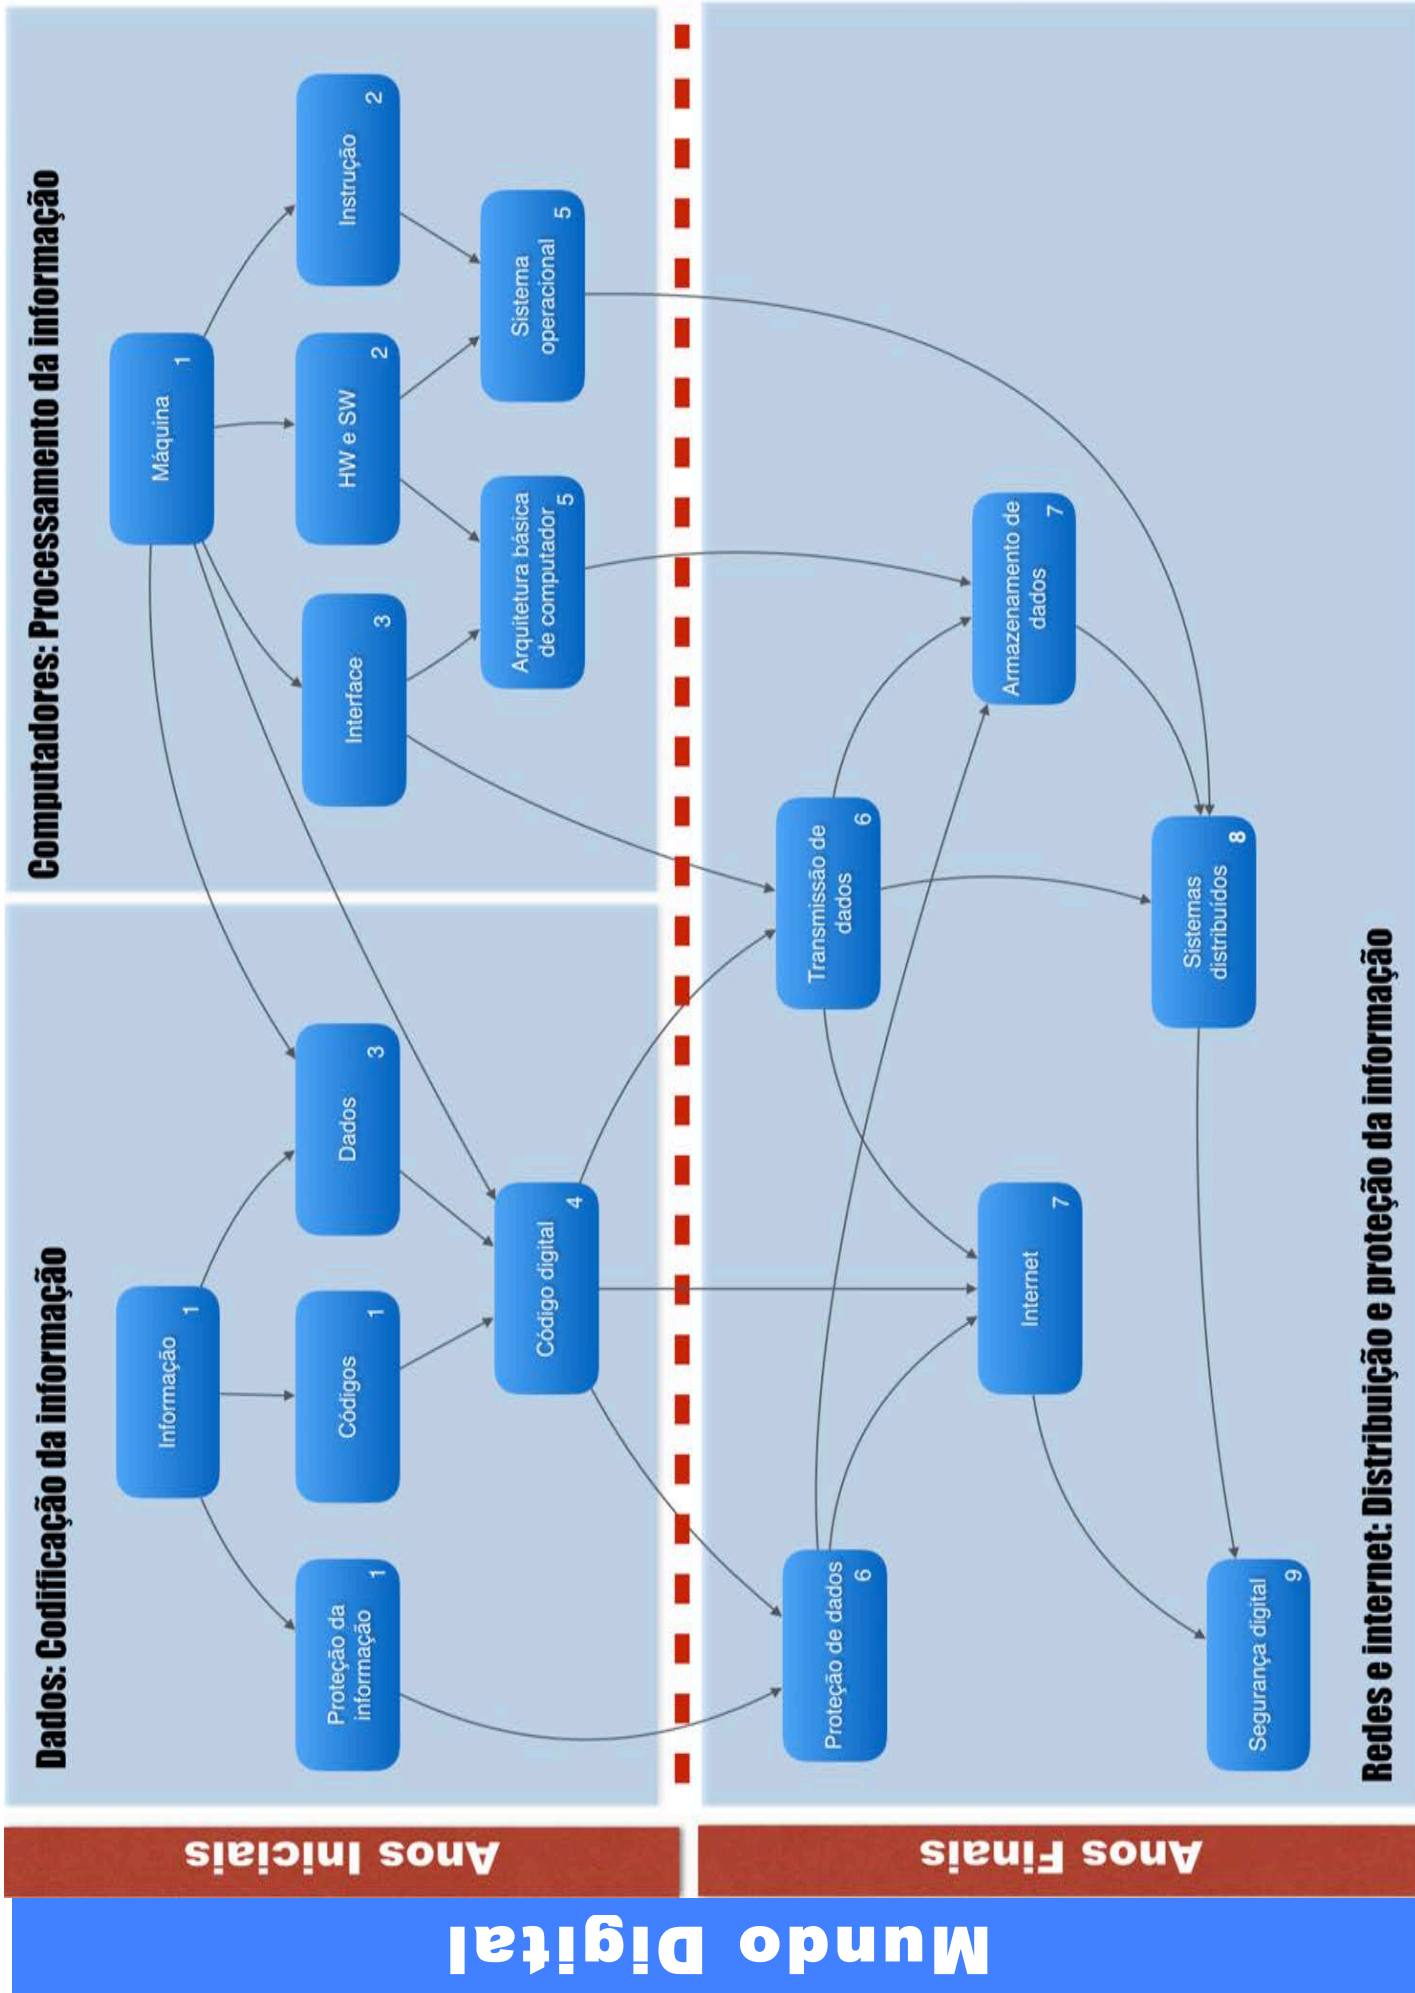 Mundo Digital
Anos Iniciais
Dados: Codificação da informação
Informação
1
Proteção da
informação
1
Códigos
1
Dados
3
Código digital
4
Computadores: Processamento da informação
Máquina
1
Interface
3
HW e SW
2
Instrução
2
Arquitetura básica
de computador
5
Sistema
operacional
5
Anos Finais
Proteção de dados
6
Transmissão de
dados
6
Internet
7
Armazenamento de
dados
7
Sistemas
distribuídos
8
Segurança digital
9
Redes e internet: Distribuição e proteção da informação